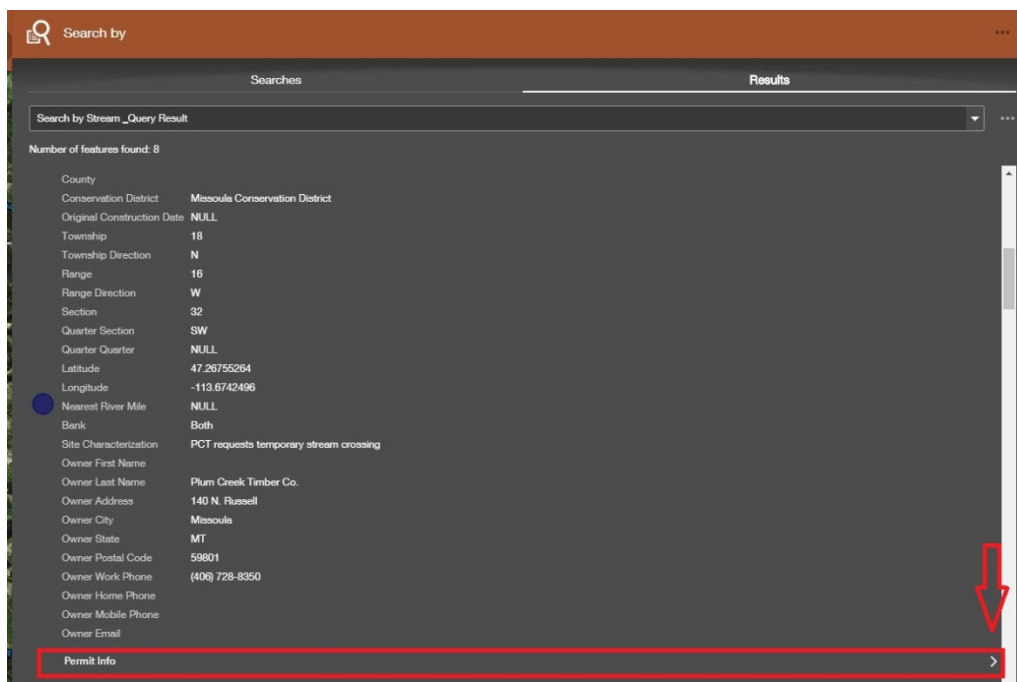 Search by
Searches Results
Search by Stream _Query Result
Number of features found: 8
County
Conservation District Missoula Conservation District
Original Construction Date NULL
Township 18
Township Direction N
Range 16
Range Direction W
Section 32
Quarter Section SW
Quarter Quarter NULL
Latitude 47.26755264
Longitude -113.6742496
Nearest River Mile NULL
Bank Both
Site Characterization PCT requests temporary stream crossing
Owner First Name
Owner Last Name Plum Creek Timber Co.
Owner Address 140 N. Russell
Owner City Missoula
Owner State MT
Owner Postal Code 59801
Owner Work Phone (406) 728-8350
Owner Home Phone
Owner Mobile Phone
Owner Email
Permit Info